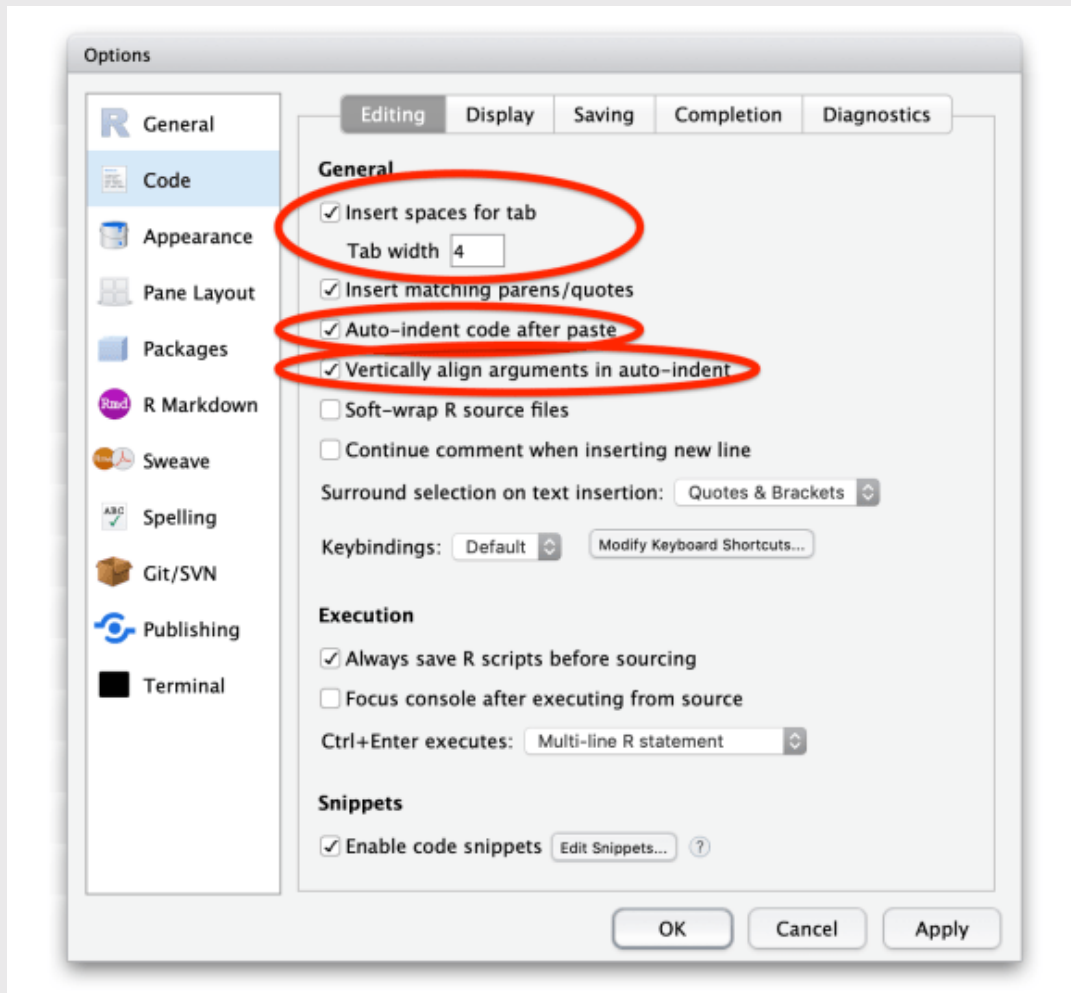 Options
General
Code
Appearance
Pane Layout
Packages
R Markdown
Sweave
Spelling
Git/SVN
Publishing
Terminal
Editing Display Saving Completion Diagnostics
General
Insert spaces for tab
Tab width 4
Insert matching parens/quotes
Auto-indent code after paste
Vertically align arguments in auto-indent
Soft-wrap R source files
Continue comment when inserting new line
Surround selection on text insertion: Quotes & Brackets
Keybindings: Default Modify Keyboard Shortcuts...
Execution
Always save R scripts before sourcing
Focus console after executing from source
Ctrl+Enter executes: Multi-line R statement
Snippets
Enable code snippets Edit Snippets... ?
OK Cancel Apply